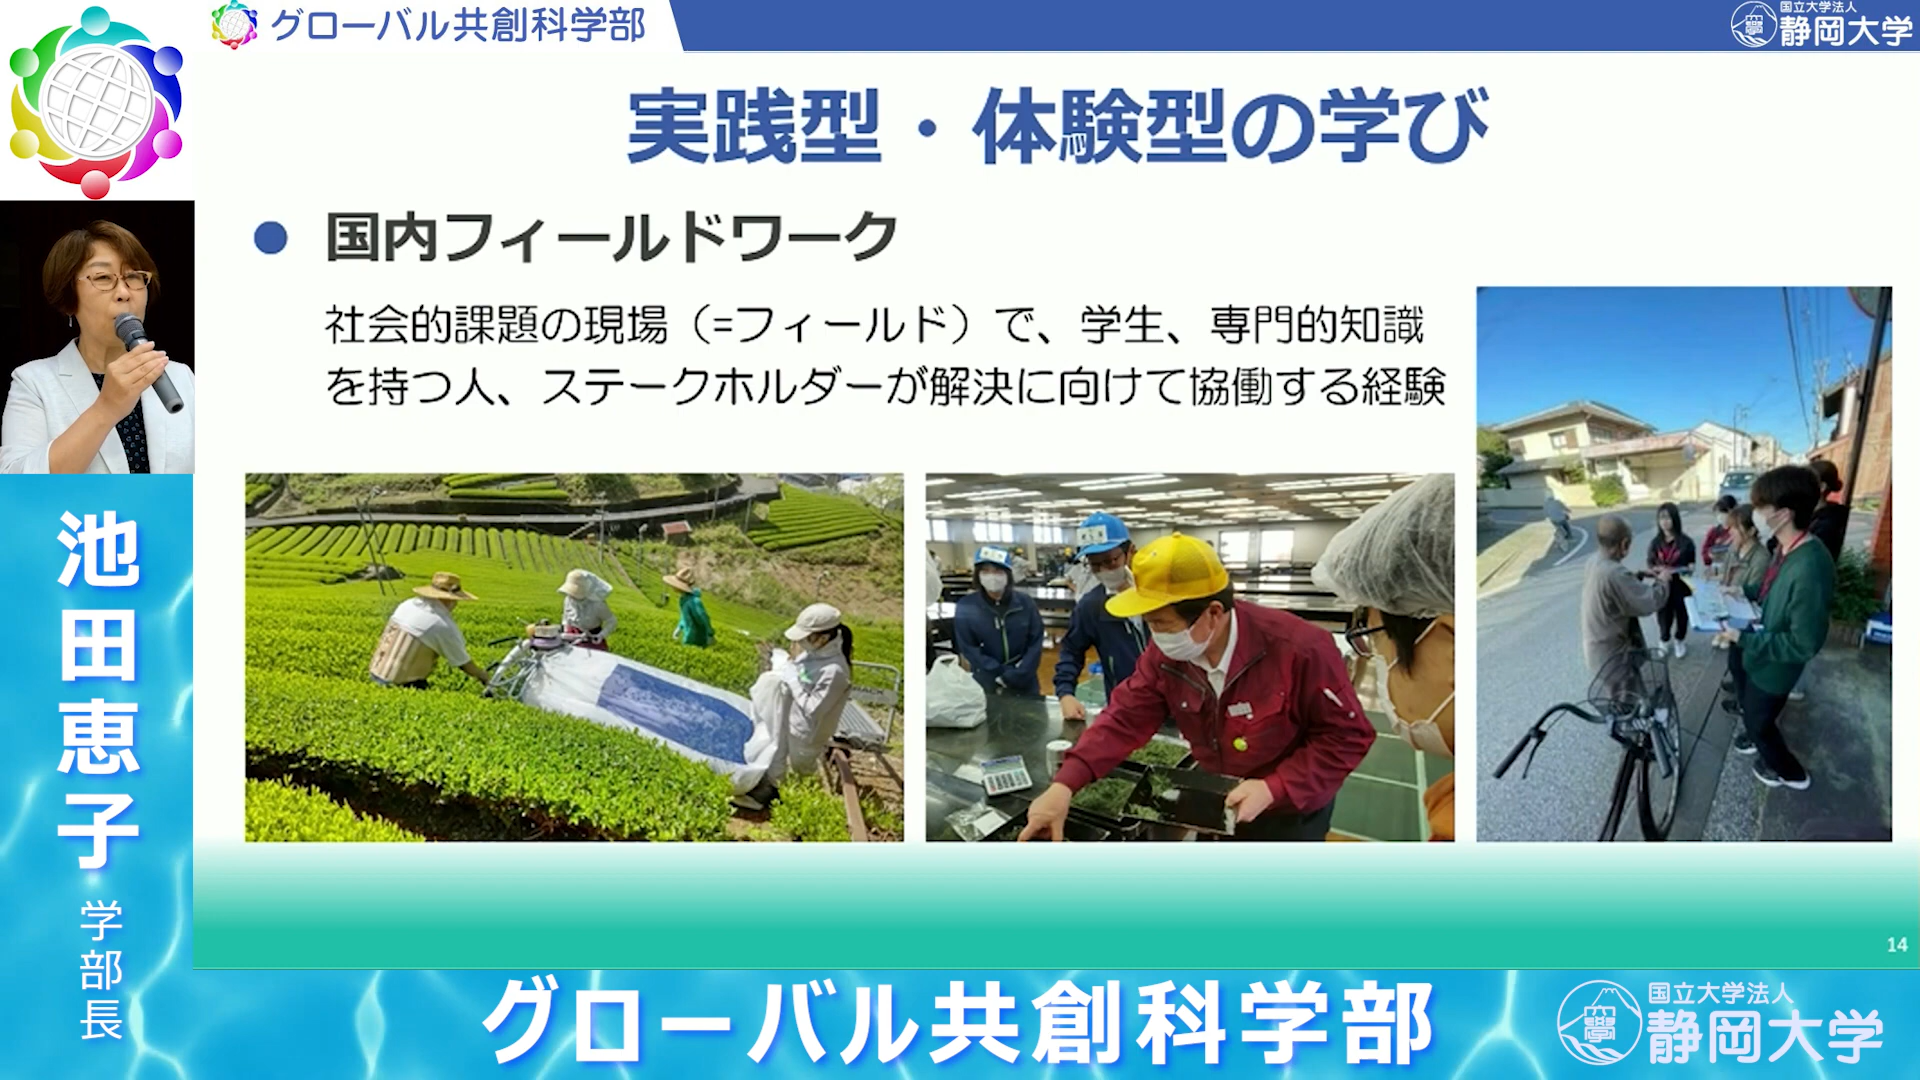 グローバル共創科学部
国立大学法人
静岡大学
実践型・体験型の学び
● 国内フィールドワーク
社会的課題の現場（=フィールド）で、学生、専門的知識
を持つ人、ステークホルダーが解決に向けて協働する経験
池田恵子
学部長
14
グローバル共創科学部
国立大学法人
静岡大学